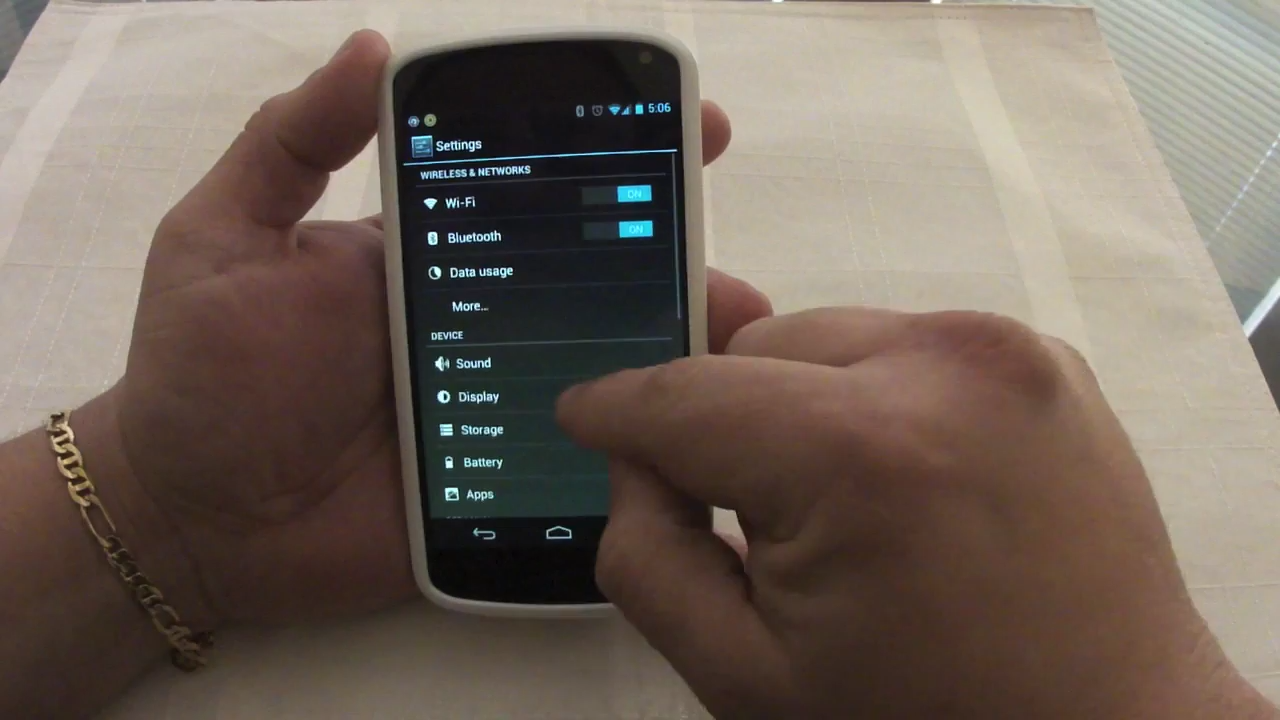 5:06
Settings
WIRELESS & NETWORKS
Wi-Fi ON
Bluetooth ON
Data usage
More...
DEVICE
Sound
Display
Storage
Battery
Apps